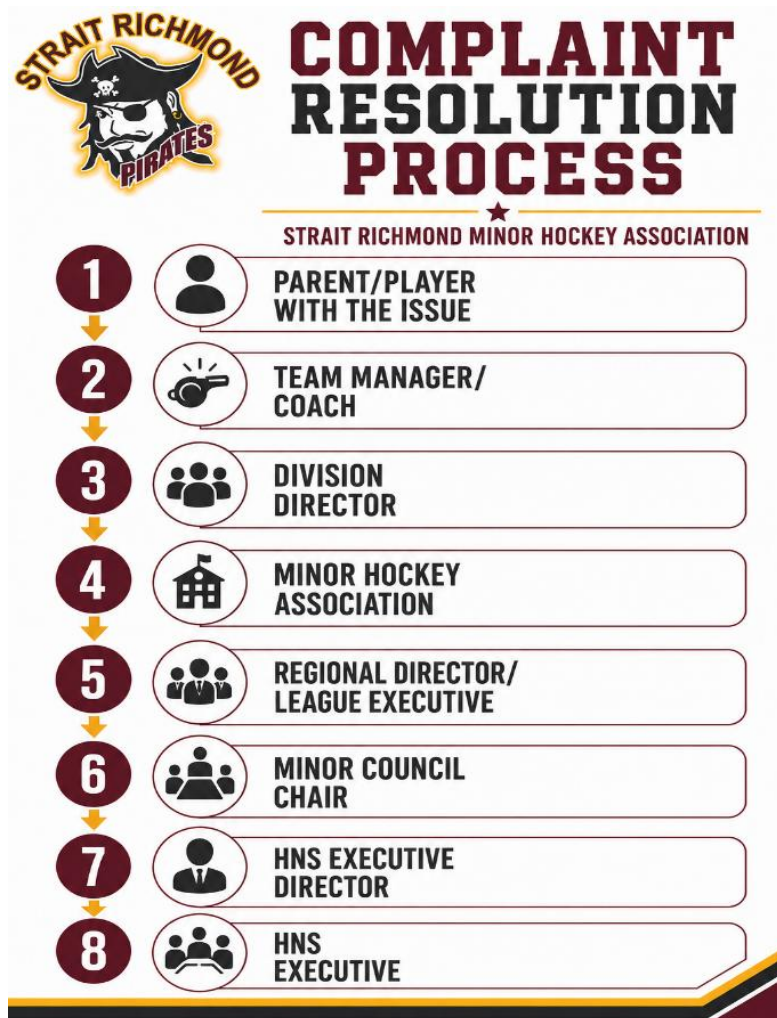 STRAIT RICHMOND
PIRATES
COMPLAINT
RESOLUTION
PROCESS
STRAIT RICHMOND MINOR HOCKEY ASSOCIATION
1
PARENT/PLAYER
WITH THE ISSUE
2
TEAM MANAGER/
COACH
3
DIVISION
DIRECTOR
4
MINOR HOCKEY
ASSOCIATION
5
REGIONAL DIRECTOR/
LEAGUE EXECUTIVE
6
MINOR COUNCIL
CHAIR
7
HNS EXECUTIVE
DIRECTOR
8
HNS
EXECUTIVE